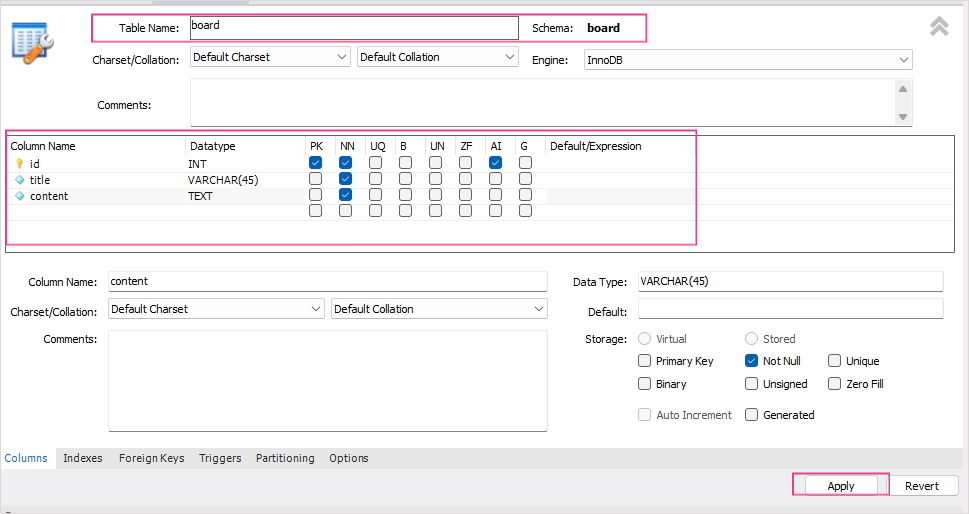 Table Name: board Schema: board
Charset/Collation: Default Charset Default Collation Engine: InnoDB
Comments:
Column Name Datatype PK NN UQ B UN ZF AI G Default/Expression
id INT
title VARCHAR(45)
content TEXT
Column Name: content Data Type: VARCHAR(45)
Charset/Collation: Default Charset Default Collation Default:
Comments: Storage: Virtual Stored
Primary Key Not Null Unique
Binary Unsigned Zero Fill
Auto Increment Generated
Columns Indexes Foreign Keys Triggers Partitioning Options
Apply Revert